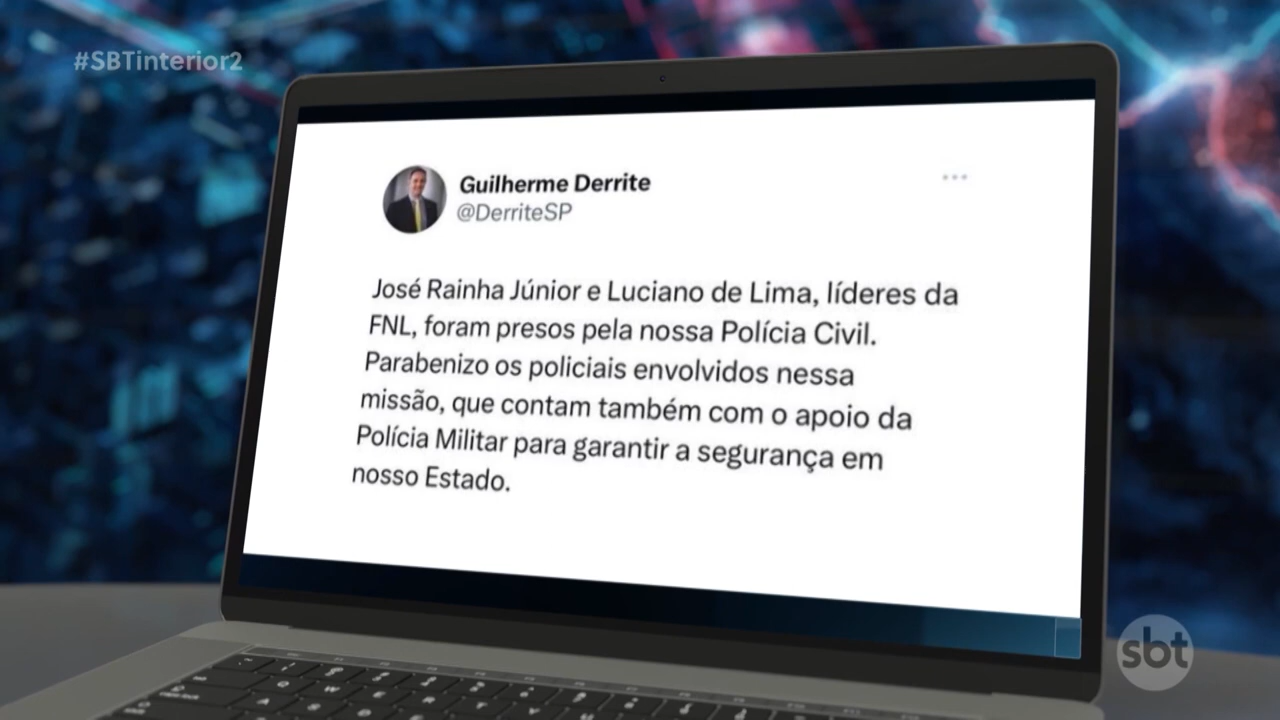 #SBTinterior2
Guilherme Derrite
@DerriteSP
José Rainha Júnior e Luciano de Lima, líderes da
FNL, foram presos pela nossa Polícia Civil.
Parabenizo os policiais envolvidos nessa
missão, que contam também com o apoio da
Polícia Militar para garantir a segurança em
nosso Estado.
sbt